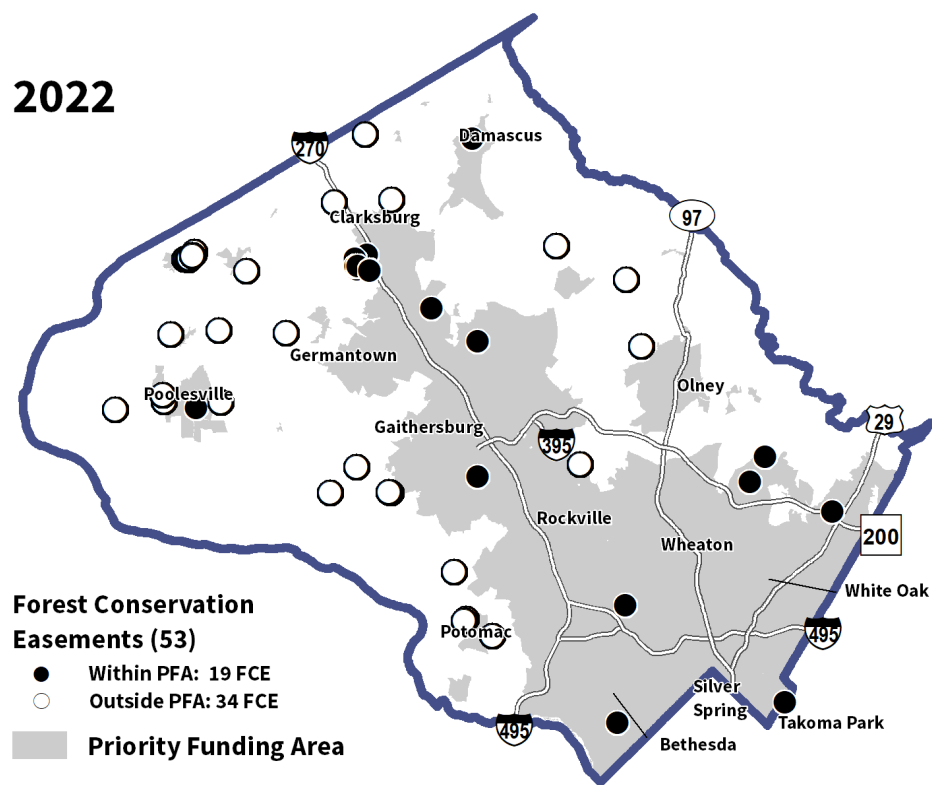 2022
270
Damascus
97
Clarksburg
Germantown
Poolesville
Olney
29
Gaithersburg
395
Rockville
Wheaton
200
White Oak
Potomac
495
Silver
Spring
Takoma Park
495
Bethesda
Forest Conservation
Easements (53)
Within PFA: 19 FCE
Outside PFA: 34 FCE
Priority Funding Area